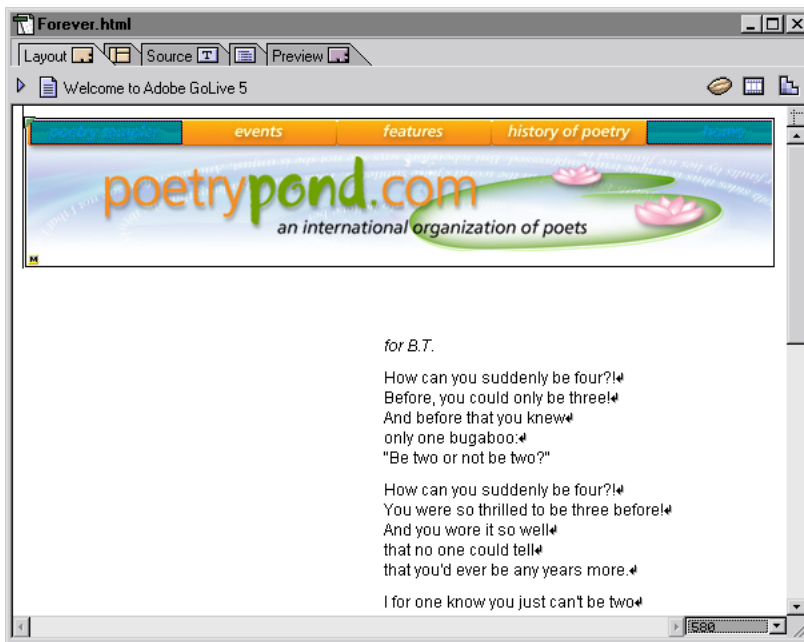 Forever.html
Layout Source T Preview
Welcome to Adobe GoLive 5
poetry sampler events features history of poetry home
poetrypond.com
an international organization of poets
M
for B.T.
How can you suddenly be four?!
Before, you could only be three!
And before that you knew
only one bugaboo:
"Be two or not be two?"
How can you suddenly be four?!
You were so thrilled to be three before!
And you wore it so well
that no one could tell
that you'd ever be any years more.
I for one know you just can't be two
580